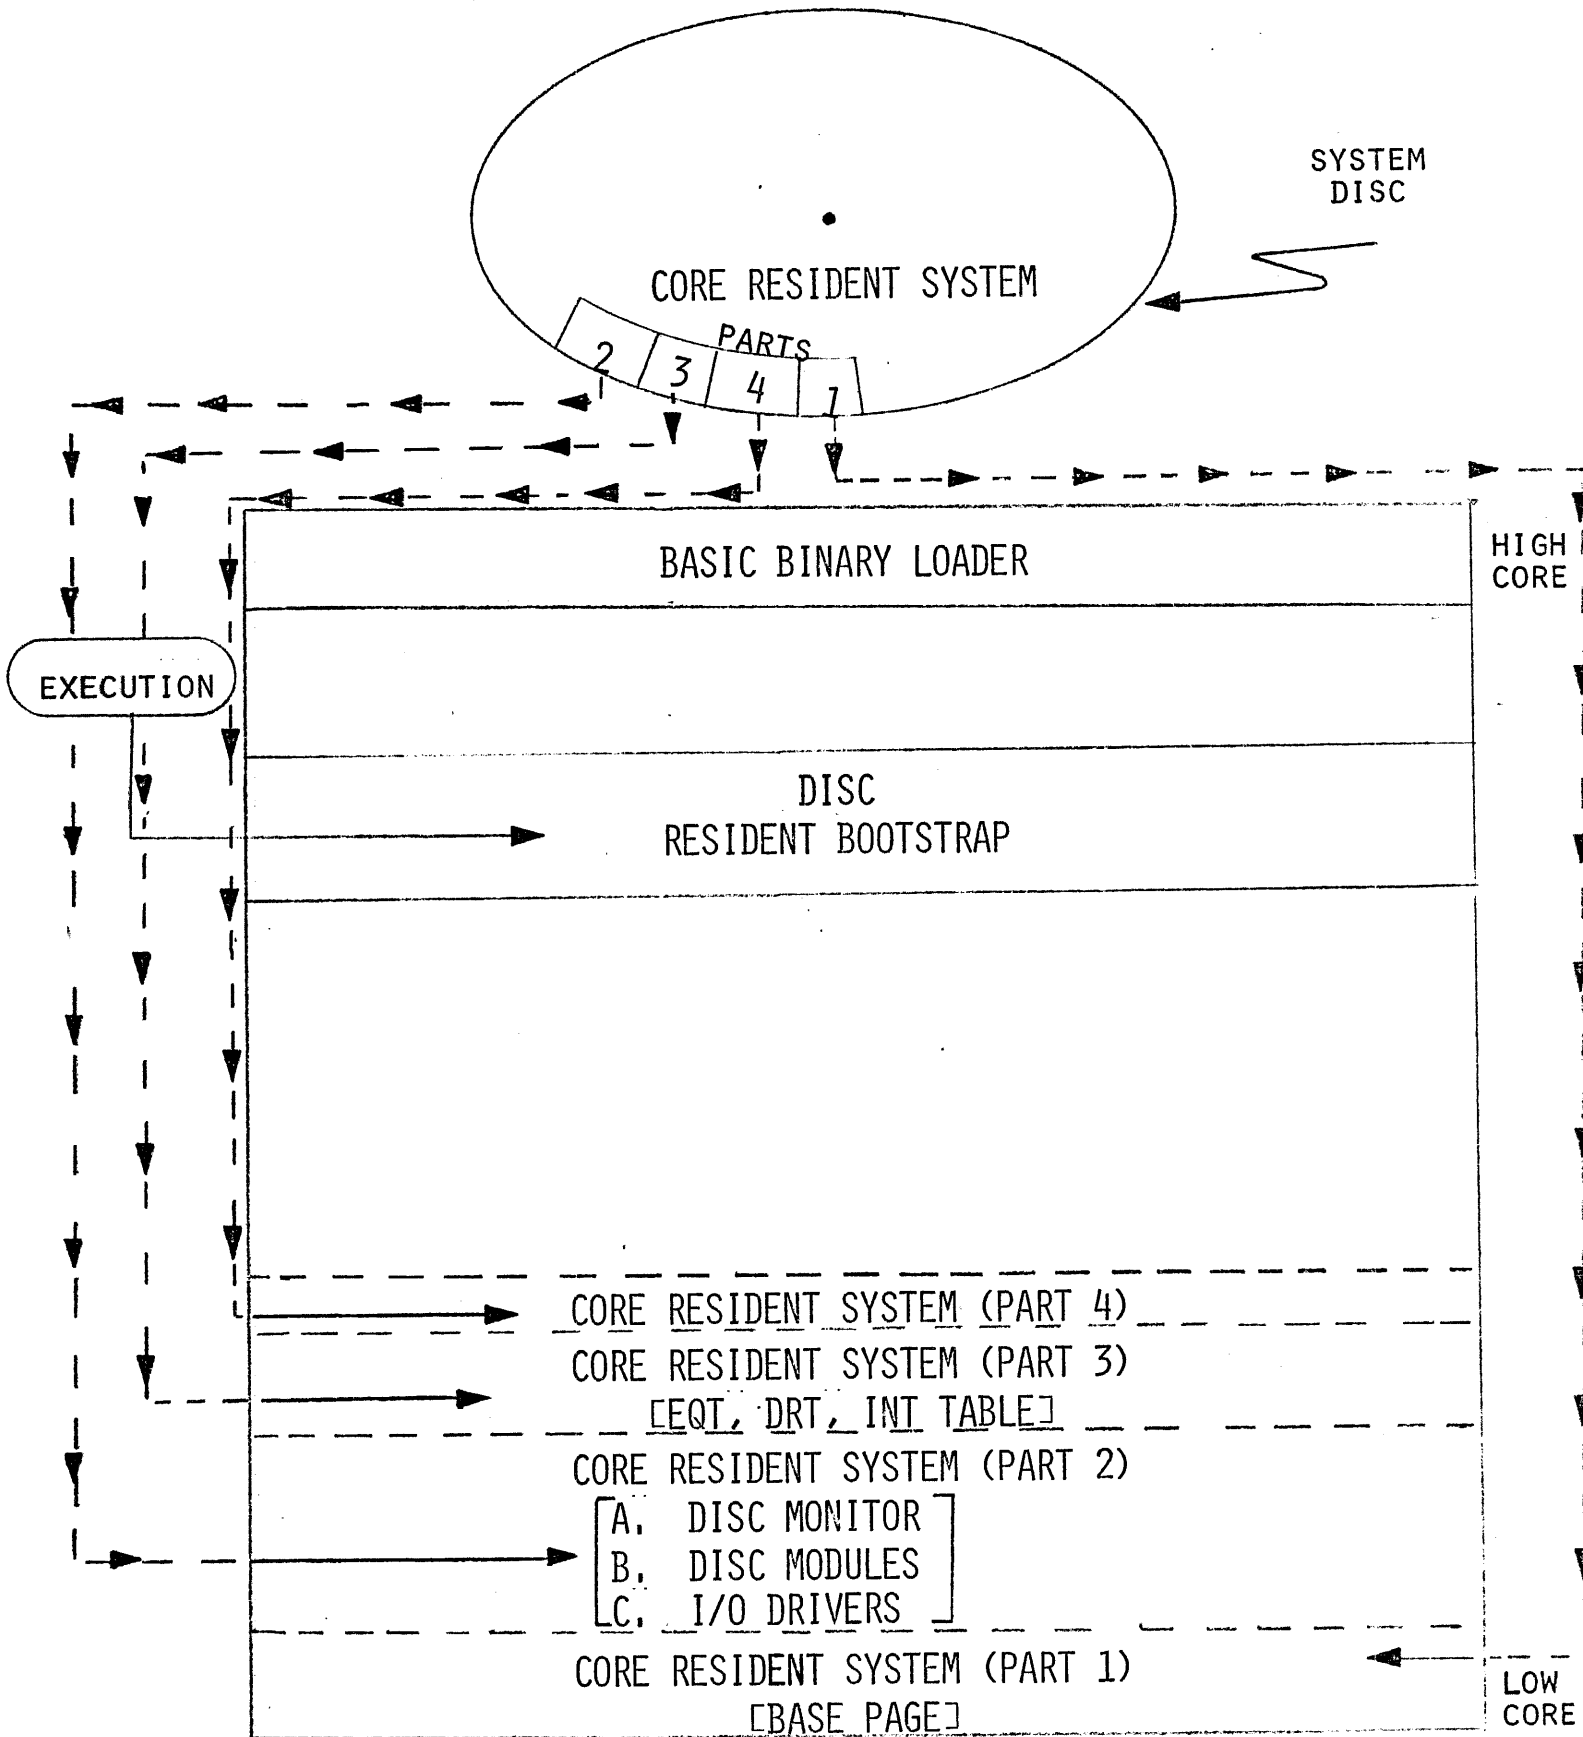 SYSTEM
DISC
CORE RESIDENT SYSTEM
PARTS
2
3
4
1
BASIC BINARY LOADER
HIGH
CORE
EXECUTION
DISC
RESIDENT BOOTSTRAP
CORE RESIDENT SYSTEM (PART 4)
CORE RESIDENT SYSTEM (PART 3)
[EQT, DRT, INT TABLE]
CORE RESIDENT SYSTEM (PART 2)
A. DISC MONITOR
B. DISC MODULES
C. I/O DRIVERS
CORE RESIDENT SYSTEM (PART 1)
[BASE PAGE]
LOW
CORE